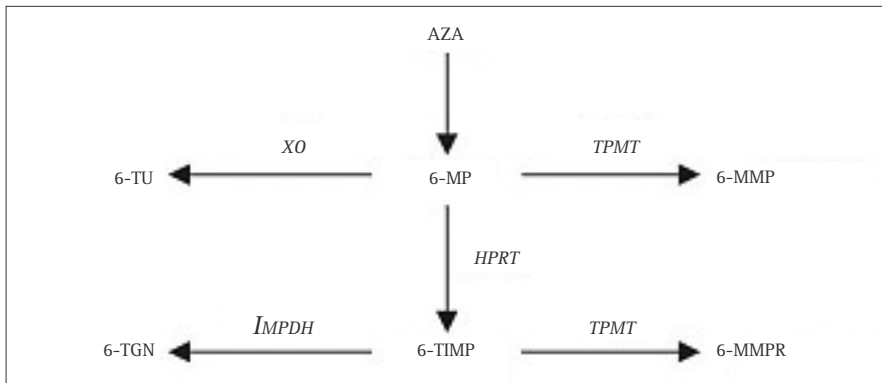 AZA
XO
TPMT
6-TU
6-MP
6-MMP
HPRT
IMPDH
TPMT
6-TGN
6-TIMP
6-MMPR